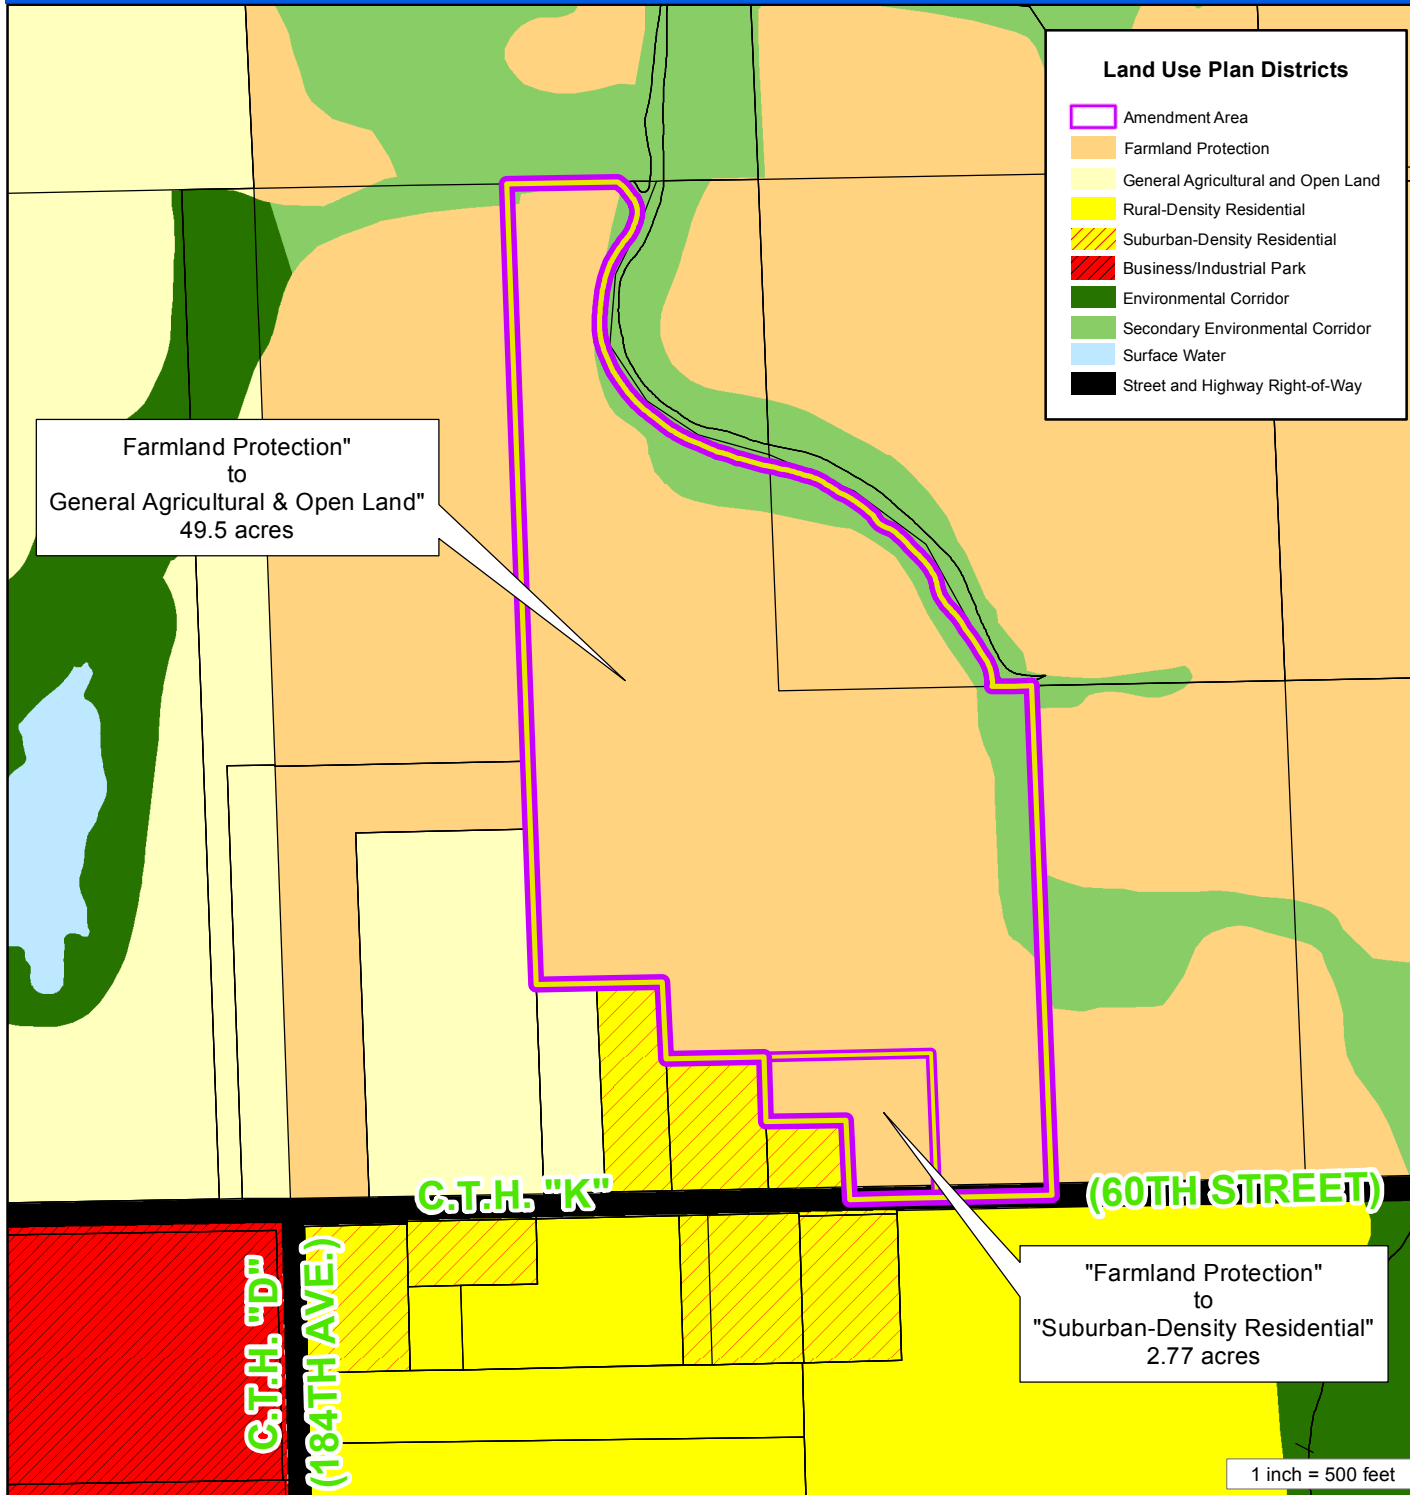 Land Use Plan Districts
Amendment Area
Farmland Protection
General Agricultural and Open Land
Rural-Density Residential
Suburban-Density Residential
Business/Industrial Park
Environmental Corridor
Secondary Environmental Corridor
Surface Water
Street and Highway Right-of-Way
Farmland Protection"
to
General Agricultural & Open Land"
49.5 acres
C.T.H. "K"
(60TH STREET)
C.T.H. "D"
(184TH AVE.)
"Farmland Protection"
to
"Suburban-Density Residential"
2.77 acres
1 inch = 500 feet